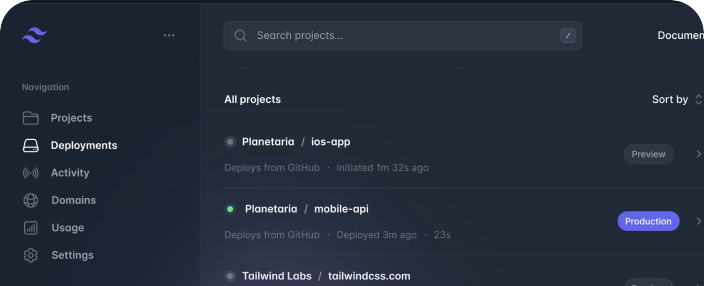 Search projects...
/
Documen
Navigation
Projects
Deployments
Activity
Domains
Usage
Settings
All projects
Sort by
Planetaria / ios-app
Deploys from GitHub · Initiated 1m 32s ago
Preview
Planetaria / mobile-api
Deploys from GitHub · Deployed 3m ago · 23s
Production
Tailwind Labs / tailwindcss.com